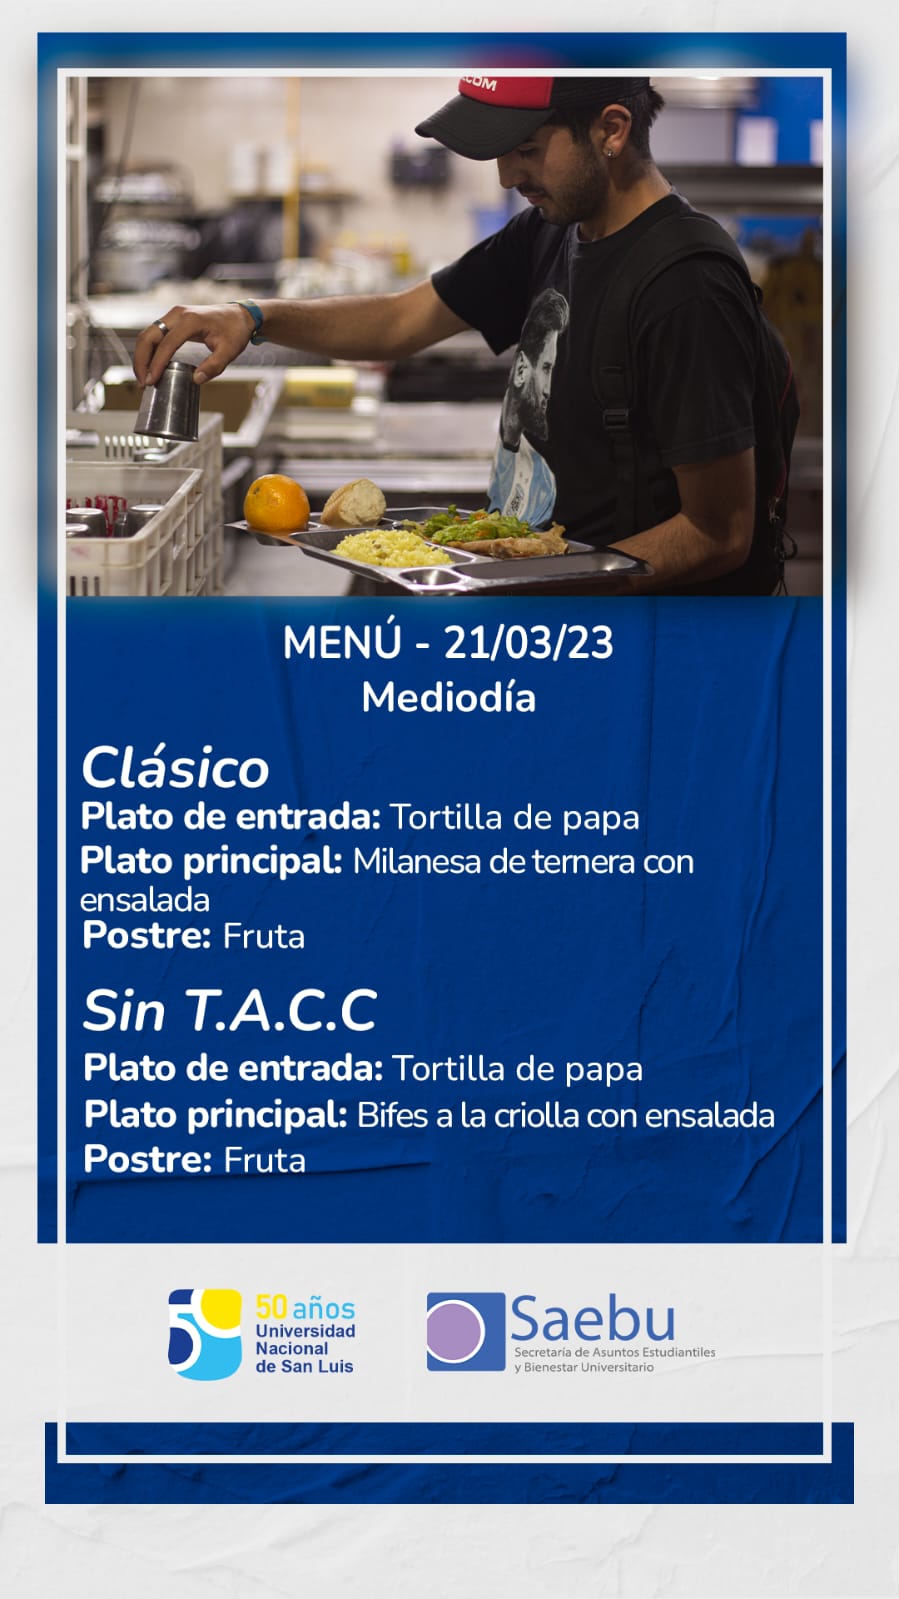 .COM
MENÚ - 21/03/23
Mediodía
Clásico
Plato de entrada: Tortilla de papa
Plato principal: Milanesa de ternera con
ensalada
Postre: Fruta
Sin T.A.C.C
Plato de entrada: Tortilla de papa
Plato principal: Bifes a la criolla con ensalada
Postre: Fruta
50 años
Universidad
Nacional
de San Luis
Saebu
Secretaría de Asuntos Estudiantiles
y Bienestar Universitario